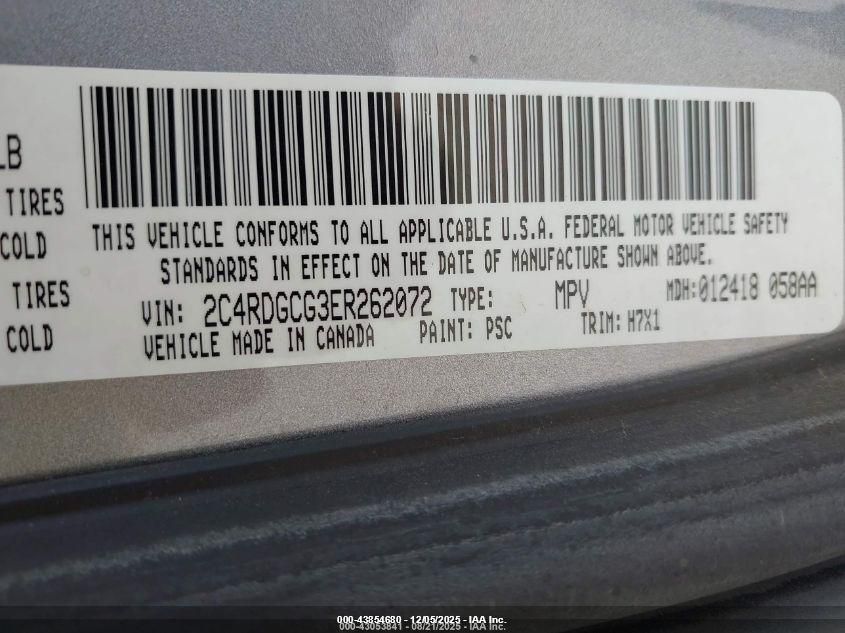 LB
TIRES
COLD
TIRES
COLD
THIS VEHICLE CONFORMS TO ALL APPLICABLE U.S.A. FEDERAL MOTOR VEHICLE SAFETY
STANDARDS IN EFFECT ON THE DATE OF MANUFACTURE SHOWN ABOVE.
VIN: 2C4RDGCG3ER262072 TYPE: MPV MDH:012418 058AA
VEHICLE MADE IN CANADA PAINT: PSC TRIM: H7X1
000-43854680 - 12/05/2025 - IAA Inc.
000-43053841 - 08/21/2025 - IAA Inc.